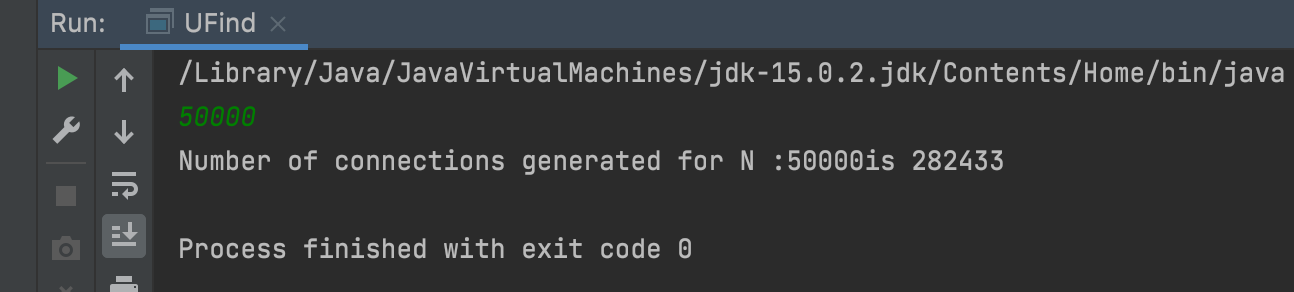 Run: UFind
/Library/Java/JavaVirtualMachines/jdk-15.0.2.jdk/Contents/Home/bin/java
50000
Number of connections generated for N :50000is 282433
Process finished with exit code 0